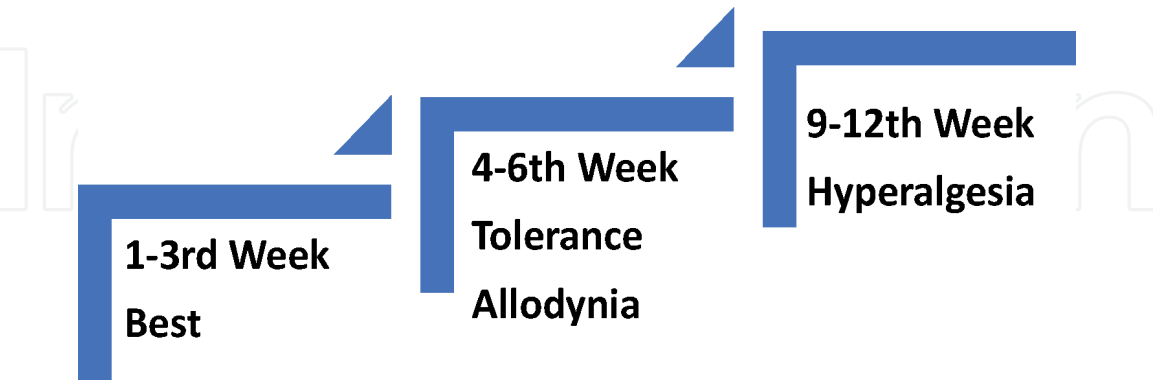 1-3rd Week
Best
4-6th Week
Tolerance
Allodynia
9-12th Week
Hyperalgesia